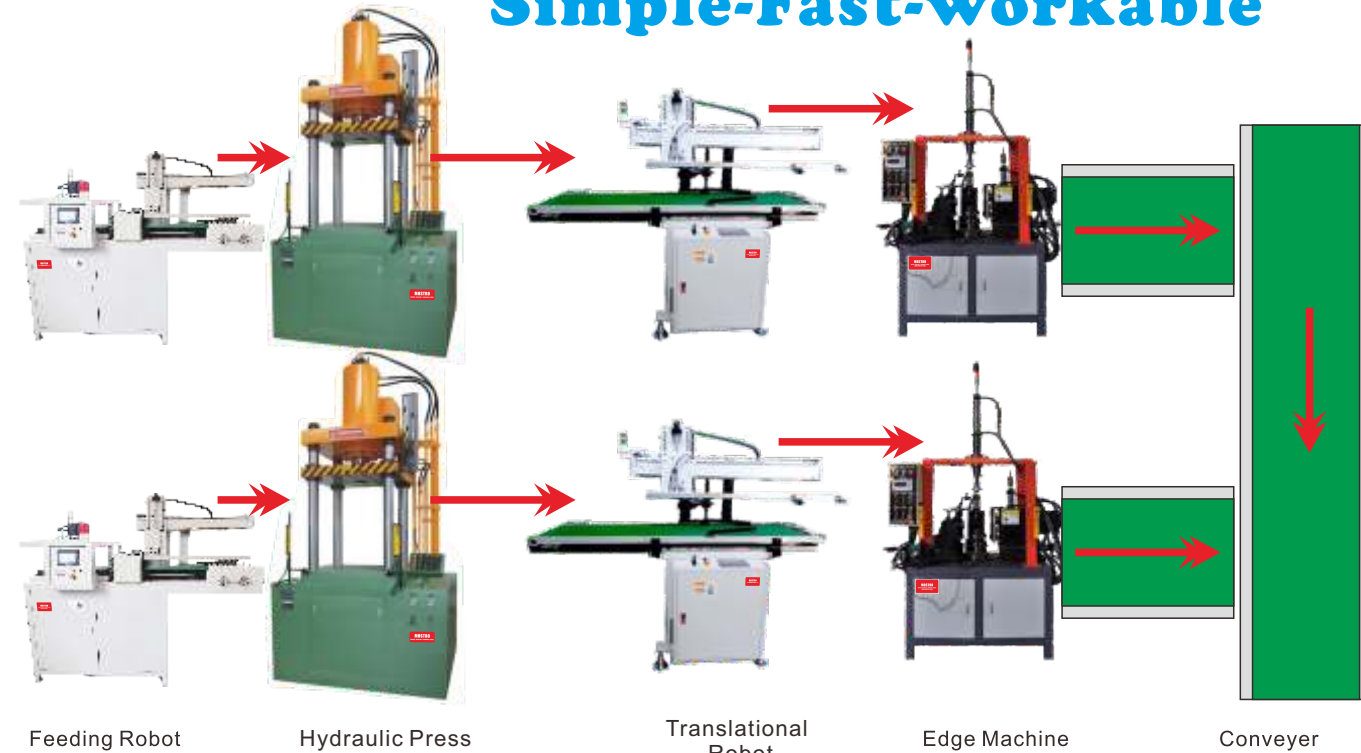 Simple-Fast-Workable
Feeding Robot
Hydraulic Press
Translational
Robot
Edge Machine
Conveyer